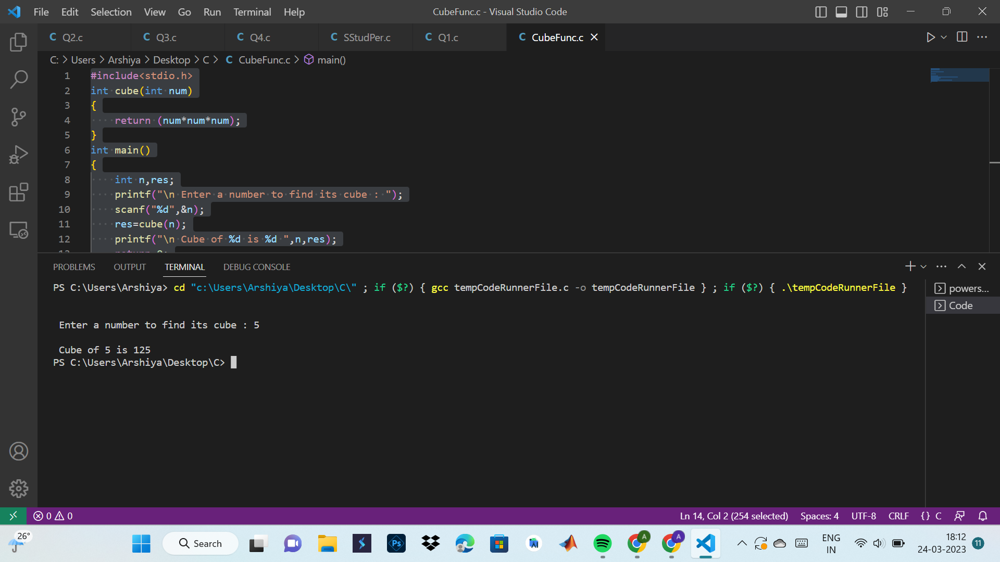 File Edit Selection View Go Run Terminal Help CubeFunc.c - Visual Studio Code
C Q2.c C Q3.c C Q4.c C SStudPer.c C Q1.c C CubeFunc.c
C: > Users > Arshiya > Desktop > C > C CubeFunc.c > main()
1 #include<stdio.h>
2 int cube(int num)
3 {
4 return (num*num*num);
5 }
6 int main()
7 {
8 int n,res;
9 printf("\n Enter a number to find its cube : ");
10 scanf("%d",&n);
11 res=cube(n);
12 printf("\n Cube of %d is %d ",n,res);
13 return 0;
PROBLEMS OUTPUT TERMINAL DEBUG CONSOLE
PS C:\Users\Arshiya> cd "c:\Users\Arshiya\Desktop\C\" ; if ($?) { gcc tempCodeRunnerFile.c -o tempCodeRunnerFile } ; if ($?) { .\tempCodeRunnerFile }
powers...
Code
Enter a number to find its cube : 5
Cube of 5 is 125
PS C:\Users\Arshiya\Desktop\C>
0 0 Ln 14, Col 2 (254 selected) Spaces: 4 UTF-8 CRLF {} C
26° Search Ps A A ENG IN 18:12 24-03-2023 11